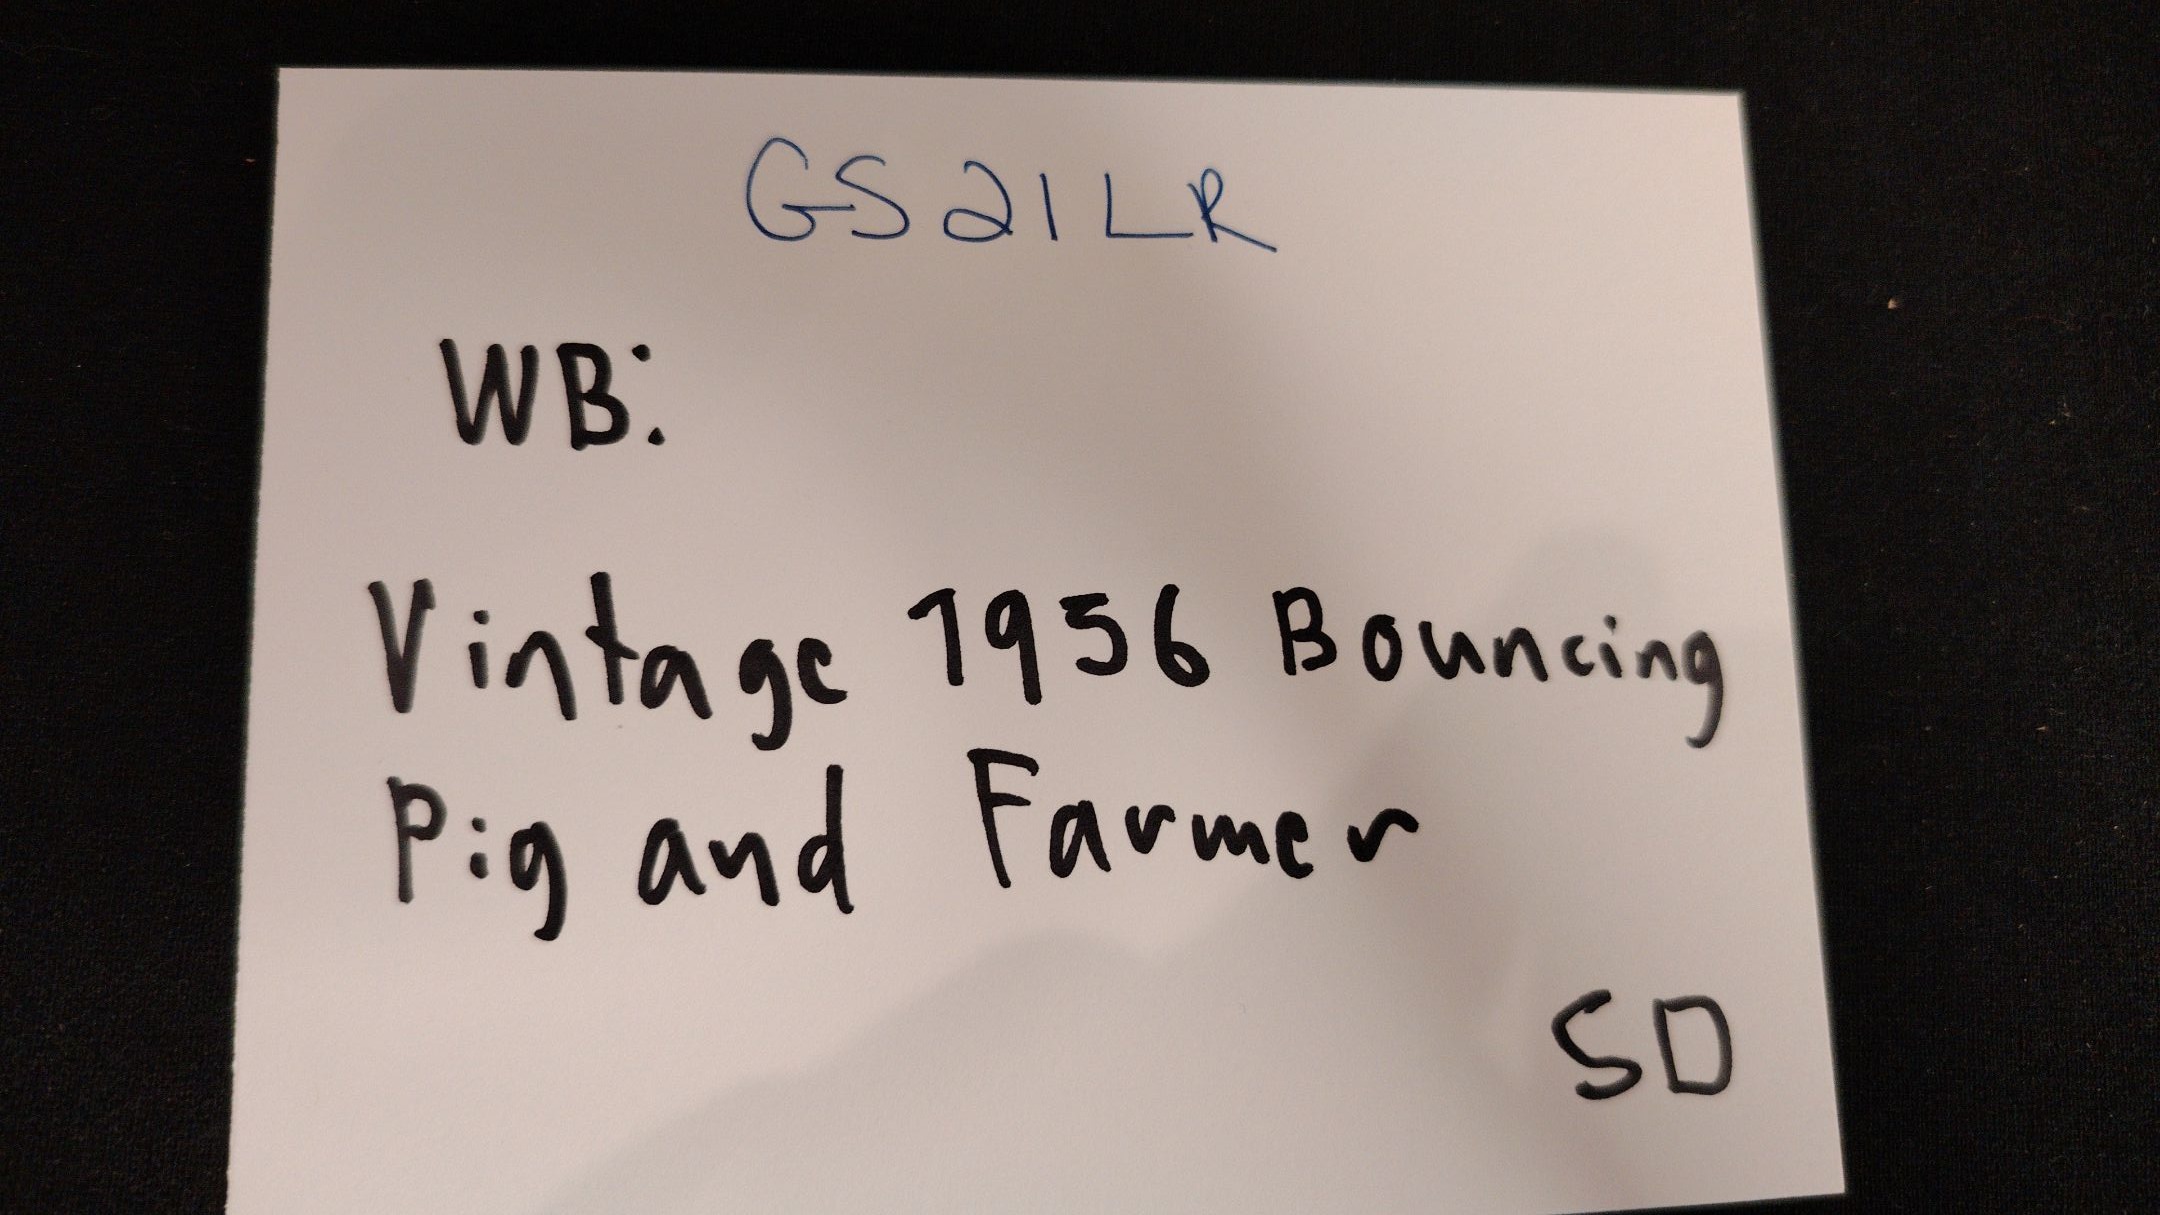 GS21LR
WB:
Vintage 1956 Bouncing
Pig and Farmer
SD